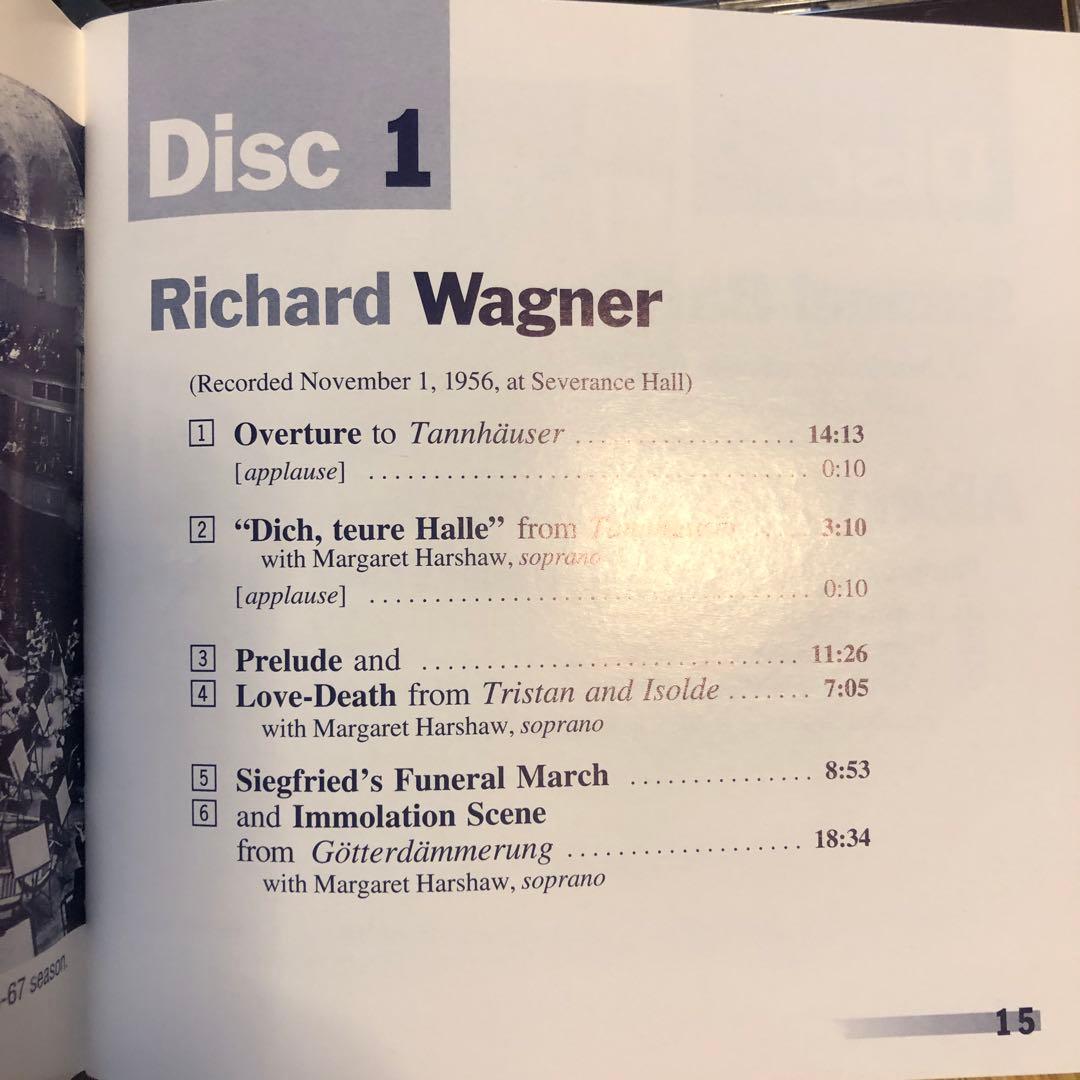 Disc 1
Richard Wagner
(Recorded November 1, 1956, at Severance Hall)
1 Overture to Tannhäuser .................... 14:13
[applause] .................................... 0:10
2 “Dich, teure Halle” from Tannhäuser ....... 3:10
with Margaret Harshaw, soprano
[applause] .................................... 0:10
3 Prelude and .............................. 11:26
4 Love-Death from Tristan and Isolde ....... 7:05
with Margaret Harshaw, soprano
5 Siegfried’s Funeral March ............... 8:53
6 and Immolation Scene
from Götterdämmerung ................... 18:34
with Margaret Harshaw, soprano
-67 season.
15